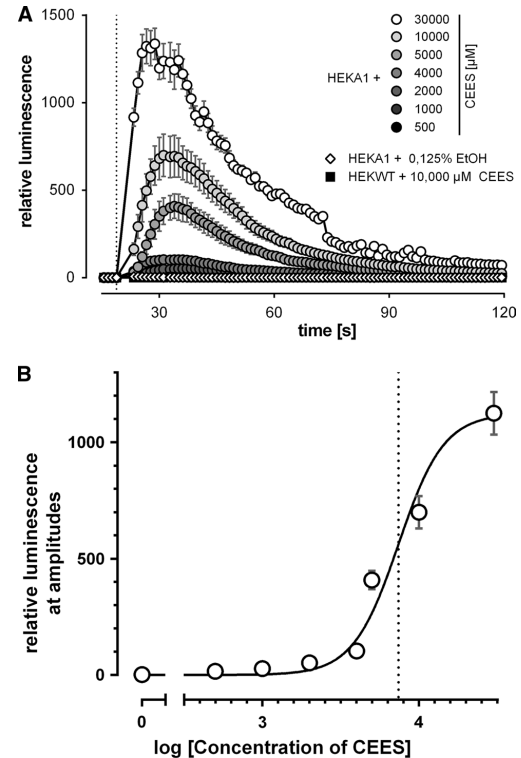 A
1500
1000
500
0
relative luminescence
30
60
90
120
time [s]
HEKA1 +
30000
10000
5000
4000
2000
1000
500
CEES [µM]
HEKA1 + 0,125% EtOH
HEKWT + 10,000 µM CEES
B
1000
500
0
relative luminescence
at amplitudes
0
3
4
log [Concentration of CEES]